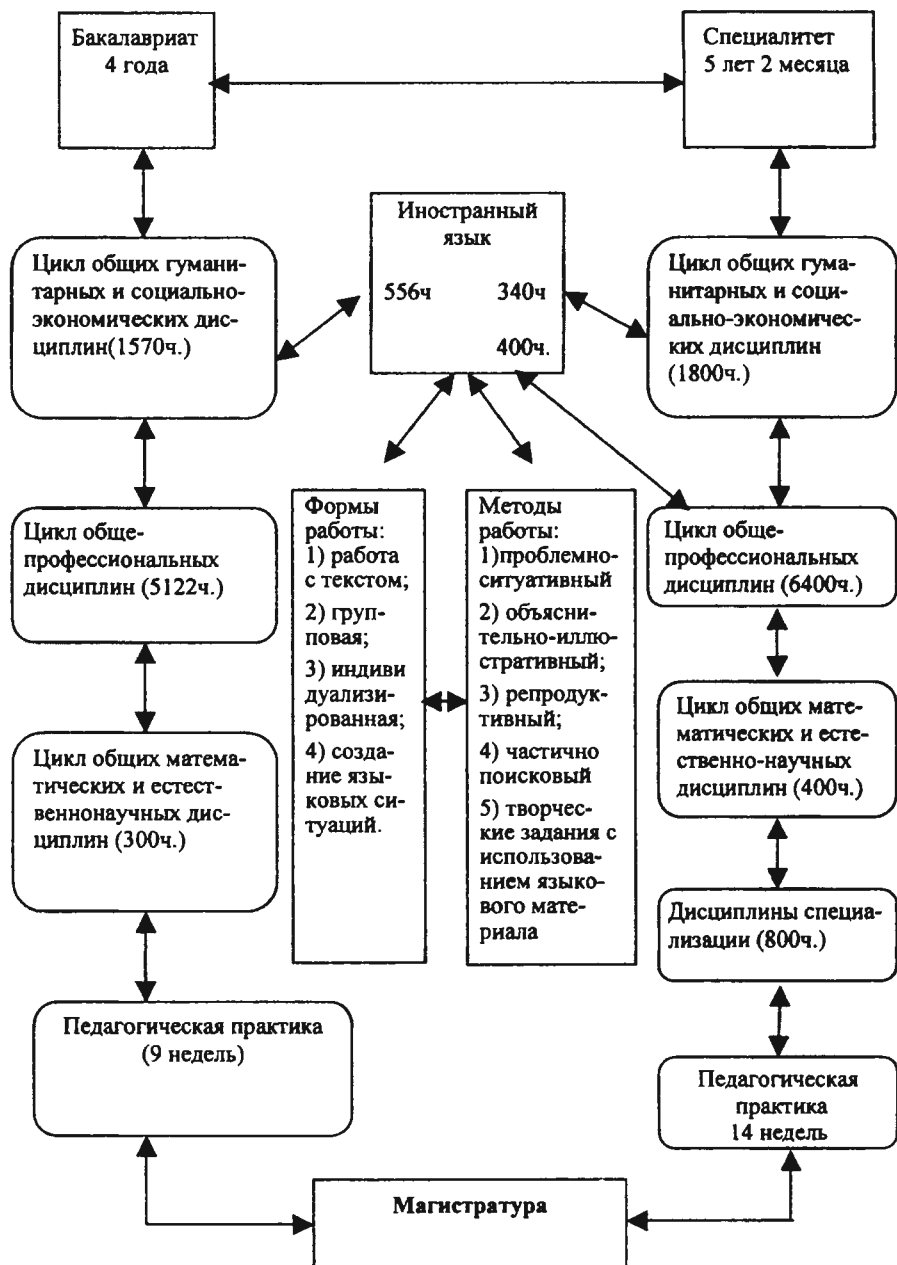 Бакалавриат
4 года
Специалитет
5 лет 2 месяца
Иностранный
язык
556ч 340ч
400ч.
Цикл общих гумани-
тарных и социально-
экономических дис-
циплин(1570ч.)
Цикл общих гума-
нитарных и соци-
ально-экономичес-
ких дисциплин
(1800ч.)
Формы
работы:
1) работа
с текстом;
2) груп-
повая;
3) индиви
дуализи-
рованная;
4) созда-
ние язы-
ковых си-
туаций.
Методы
работы:
1)проблемно-
ситуативный
2) объясни-
тельно-иллю-
стративный;
3) репродук-
тивный;
4) частично
поисковый
5) творчес-
кие задания с
использова-
нием языко-
вого мате-
риала
Цикл обще-
профессиональных
дисциплин (5122ч.)
Цикл обще-
профессиональных
дисциплин (6400ч.)
Цикл общих матема-
тических и естест-
веннонаучных дис-
циплин (300ч.)
Цикл общих мате-
матических и есте-
ственно-научных
дисциплин (400ч.)
Дисциплины специа-
лизации (800ч.)
Педагогическая практика
(9 недель)
Педагогическая
практика
14 недель
Магистратура